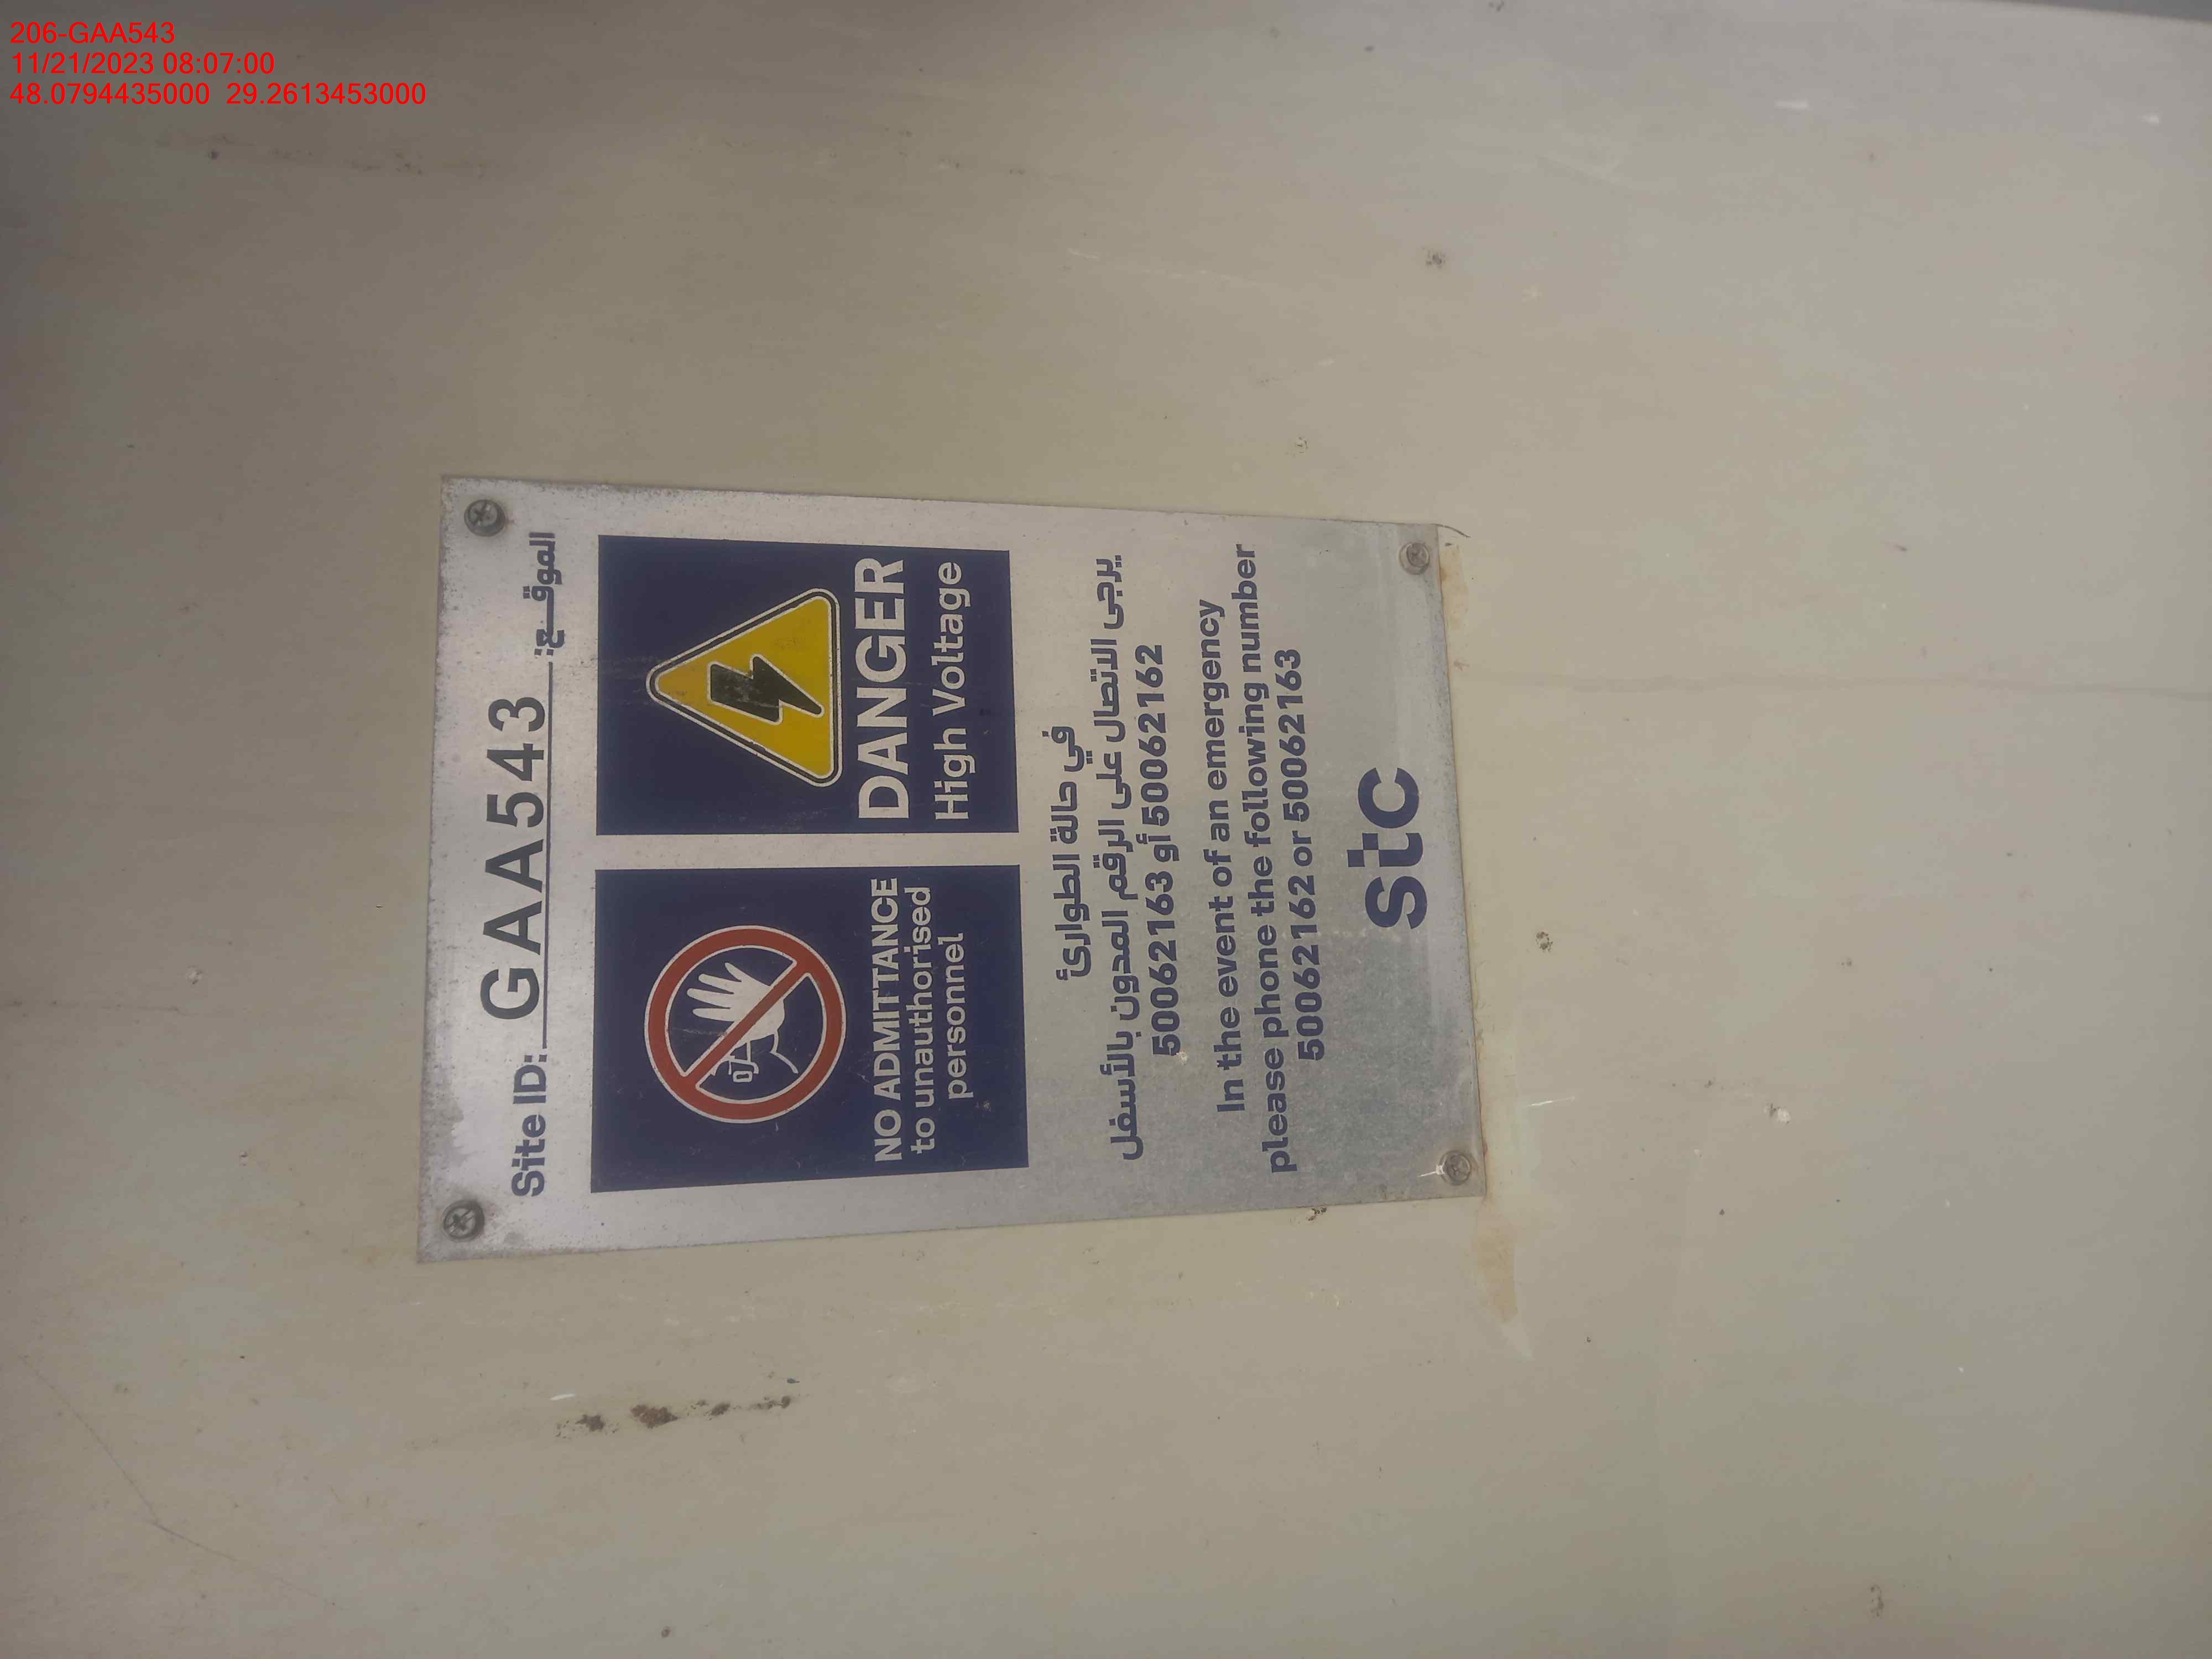 206-GAA543
11/21/2023 08:07:00
48.0794435000 29.2613453000
Site ID: GAA543 الموقـــع:
NO ADMITTANCE
to unauthorised
personnel
DANGER
High Voltage
في حالة الطوارئ
يرجى الاتصال على الرقم المدون بالأسفل
50062163 أو 50062162
In the event of an emergency
please phone the following number
50062162 or 50062163
stc